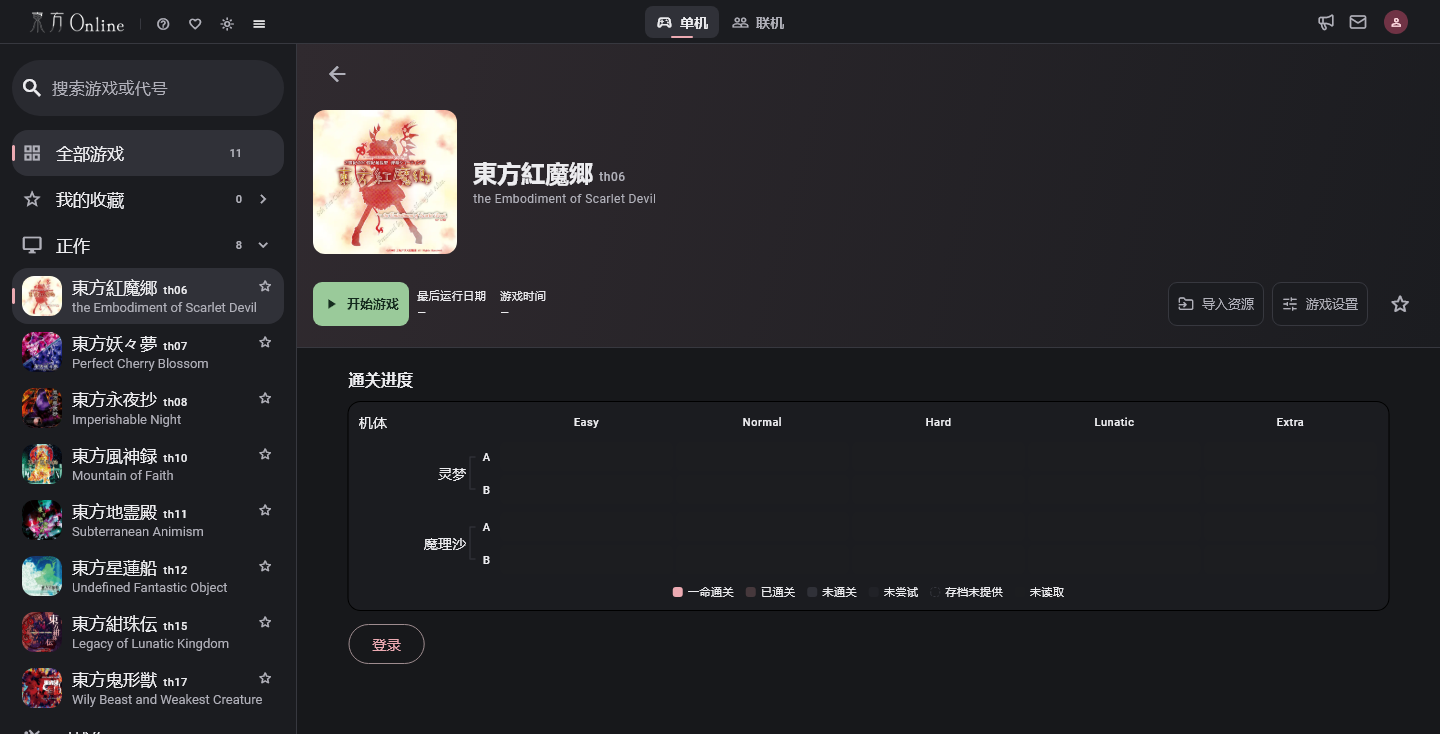 東方Online
单机
联机
搜索游戏或代号
全部游戏 11
我的收藏 0
正作 8
東方紅魔郷 th06
the Embodiment of Scarlet Devil
東方妖々夢 th07
Perfect Cherry Blossom
東方永夜抄 th08
Imperishable Night
東方風神録 th10
Mountain of Faith
東方地霊殿 th11
Subterranean Animism
東方星蓮船 th12
Undefined Fantastic Object
東方紺珠伝 th15
Legacy of Lunatic Kingdom
東方鬼形獣 th17
Wily Beast and Weakest Creature
東方紅魔郷
東方紅魔郷 th06
the Embodiment of Scarlet Devil
开始游戏
最后运行日期 游戏时间
– –
导入资源
游戏设置
通关进度
机体 Easy Normal Hard Lunatic Extra
灵梦 A
B
魔理沙 A
B
一命通关 已通关 未通关 未尝试 存档未提供 未读取
登录